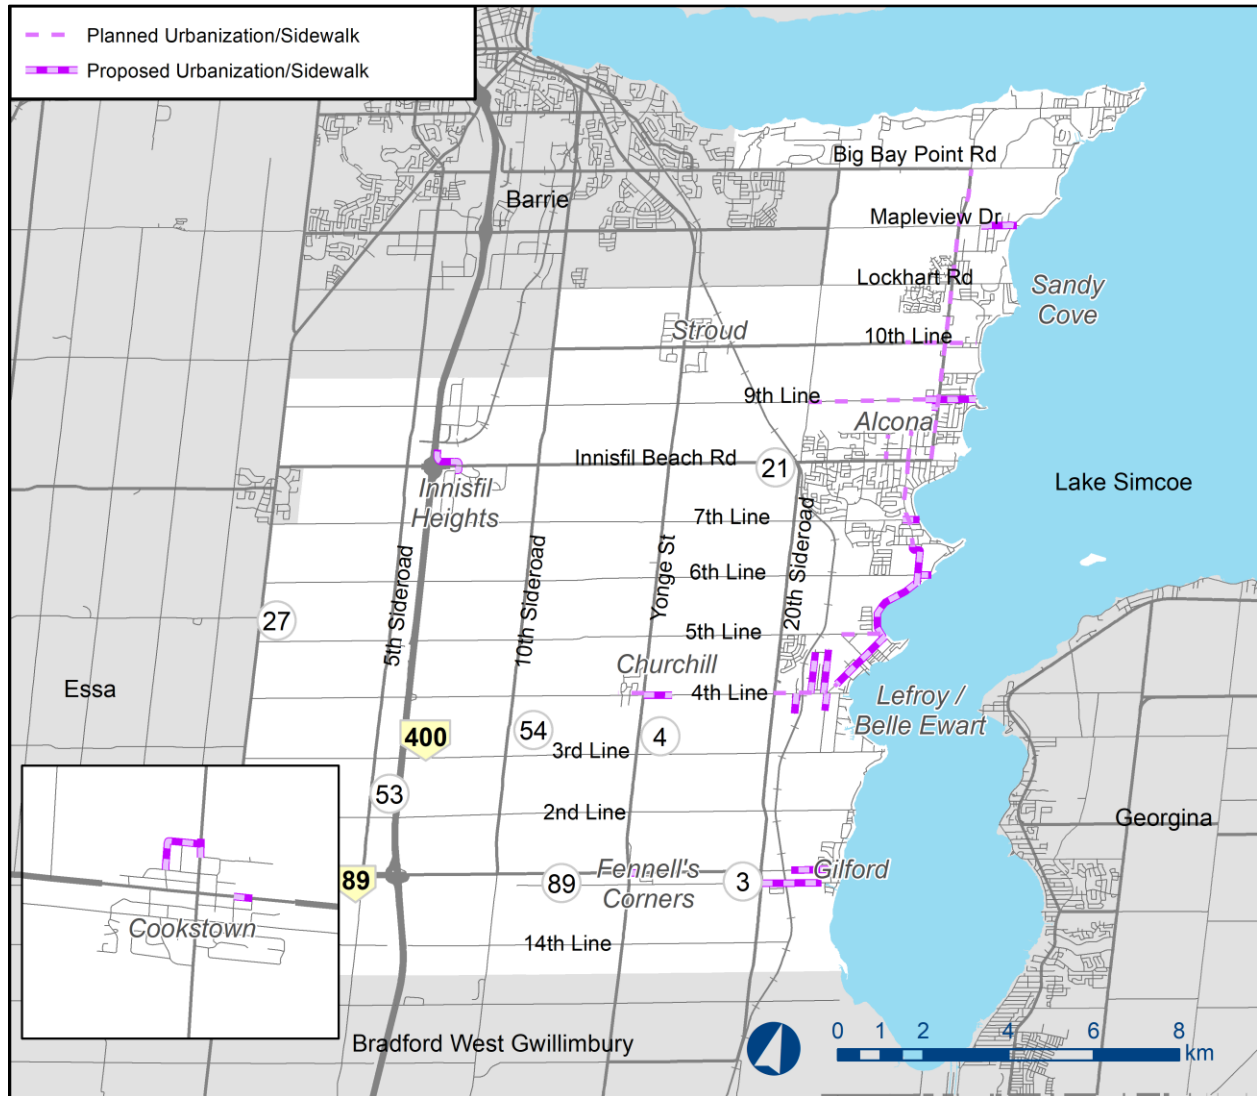 Planned Urbanization/Sidewalk
Proposed Urbanization/Sidewalk
Big Bay Point Rd
Barrie
Mapleview Dr
Lockhart Rd
Sandy
Cove
Stroud
10th Line
9th Line
Alcona
Innisfil Beach Rd
21
Lake Simcoe
Innisfil
Heights
7th Line
5th Sideroad
10th Sideroad
Yonge St
20th Sideroad
6th Line
27
5th Line
Churchill
Essa
4th Line
Lefroy /
Belle Ewart
400
54
4
3rd Line
53
2nd Line
Georgina
89
89
Fennell's
Corners
3
Gilford
Cookstown
14th Line
Bradford West Gwillimbury
0 1 2 4 6 8
km